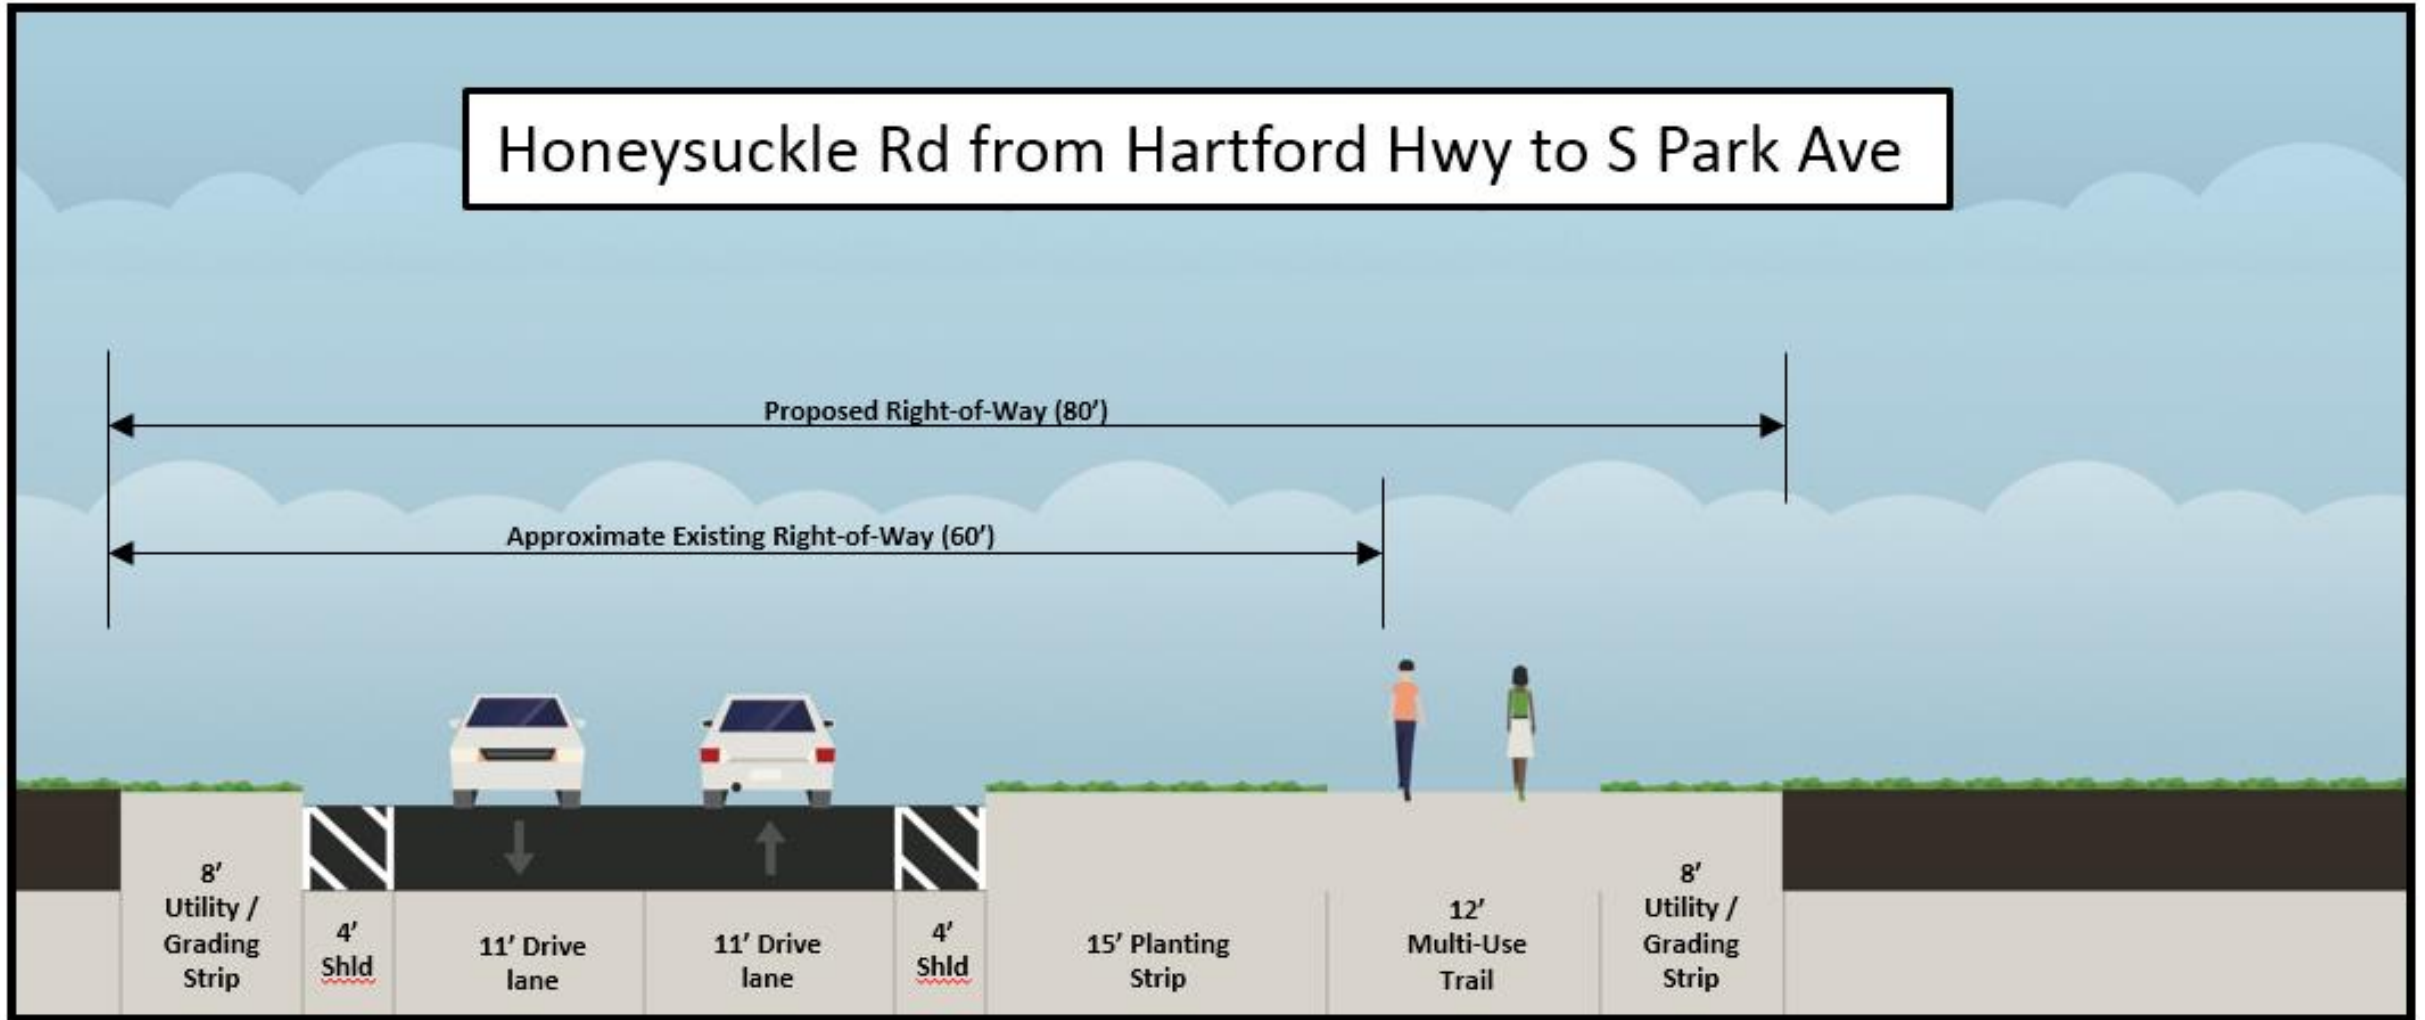 Honeysuckle Rd from Hartford Hwy to S Park Ave
Proposed Right-of-Way (80’)
Approximate Existing Right-of-Way (60’)
8’
Utility /
Grading
Strip
4’
Shld
11’ Drive
lane
11’ Drive
lane
4’
Shld
15’ Planting
Strip
12’
Multi-Use
Trail
8’
Utility /
Grading
Strip